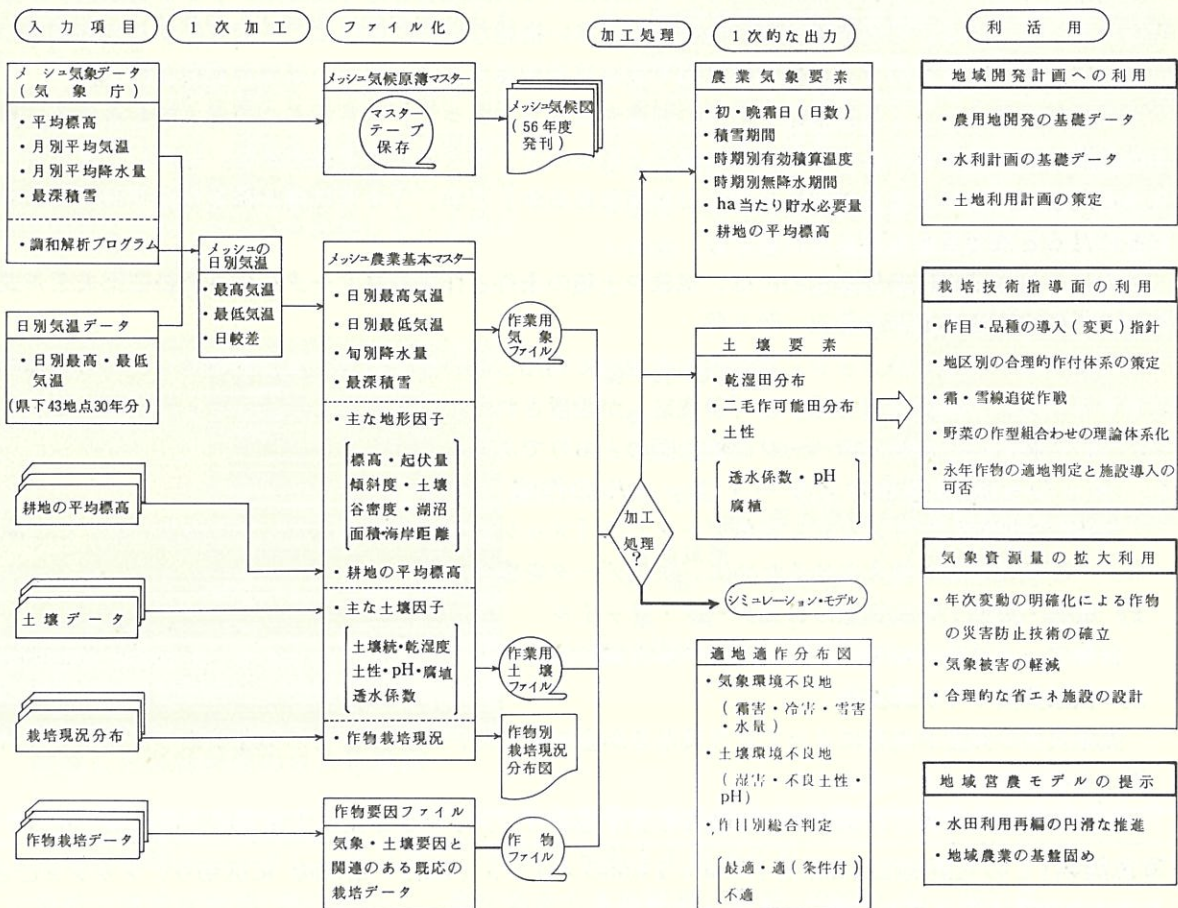 入力項目
1次加工
ファイル化
加工処理
1次的な出力
利活用
メッシュ気象データ
(気象庁)
・平均標高
・月別平均気温
・月別平均降水量
・最深積雪
・調和解析プログラム
日別気温データ
・日別最高・最低
気温
(県下43地点30年分)
耕地の平均標高
土壌データ
栽培現況分布
作物栽培データ
メッシュの
日別気温
・最高気温
・最低気温
・日較差
メッシュ気候原簿マスター
マスター
テープ
保存
メッシュ農業基本マスター
・日別最高気温
・日別最低気温
・旬別降水量
・最深積雪
・主な地形因子
標高・起伏量
傾斜度・土壌
谷密度・湖沼
面積・海岸距離
・耕地の平均標高
・主な土壌因子
土壌統・乾湿度
土性・pH・腐埴
透水係数
・作物栽培現況
作物要因ファイル
気象・土壌要因と
関連のある既応の
栽培データ
メッシュ気候図
(56年度
発刊)
作業用
気象
ファイル
作業用
土壌
ファイル
作物別
栽培現況
分布図
作物
ファイル
加工
処理
?
農業気象要素
・初・晩霜日(日数)
・積雪期間
・時期別有効積算温度
・時期別無降水期間
・ha当たり貯水必要量
・耕地の平均標高
土壌要素
・乾湿田分布
・二毛作可能田分布
・土性
透水係数・pH
腐植
シミュレーション・モデル
適地適作分布図
・気象環境不良地
(霜害・冷害・雪害
・水量)
・土壌環境不良地
(湿害・不良土性・
pH)
・作目別総合判定
最適・適(条件付)
不適
地域開発計画への利用
・農用地開発の基礎データ
・水利計画の基礎データ
・土地利用計画の策定
栽培技術指導面の利用
・作目・品種の導入(変更)指針
・地区別の合理的作付体系の策定
・霜・雪線追従作戦
・野菜の作型組合わせの理論体系化
・永年作物の適地判定と施設導入の
可否
気象資源量の拡大利用
・年次変動の明確化による作物
の災害防止技術の確立
・気象被害の軽減
・合理的な省エネ施設の設計
地域営農モデルの提示
・水田利用再編の円滑な推進
・地域農業の基盤固め